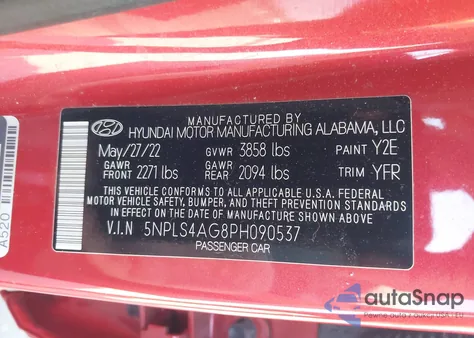 MANUFACTURED BY
HYUNDAI MOTOR MANUFACTURING ALABAMA, LLC
May/27/22 GVWR 3858 lbs PAINT Y2E
GAWR FRONT 2271 lbs GAWR REAR 2094 lbs TRIM YFR
THIS VEHICLE CONFORMS TO ALL APPLICABLE U.S.A. FEDERAL
MOTOR VEHICLE SAFETY, BUMPER, AND THEFT PREVENTION
STANDARDS IN EFFECT ON THE DATE OF MANUFACTURE SHOWN ABOVE.
V.I.N 5NPLS4AG8PH090537
PASSENGER CAR
A520
autoSnap